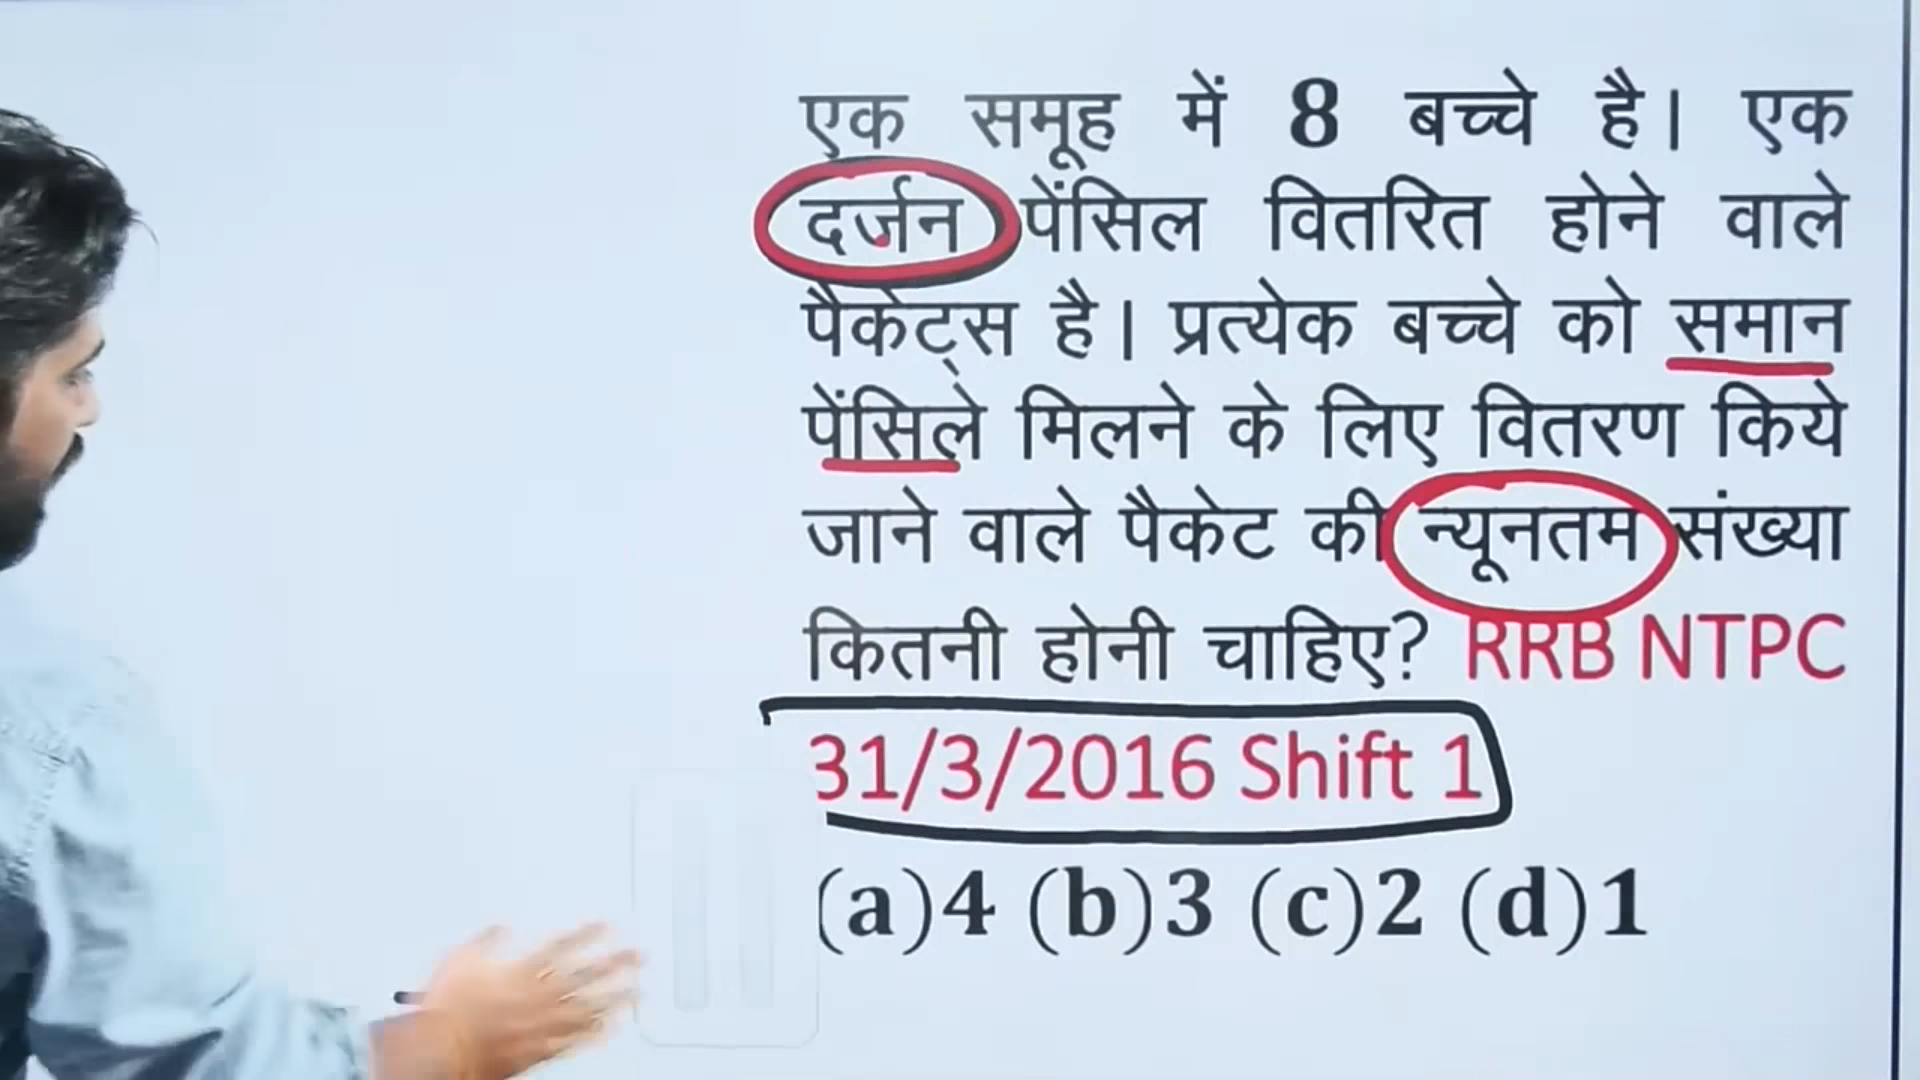 एक समूह में 8 बच्चे है। एक
दर्जन पेंसिल वितरित होने वाले
पैकेट्स है। प्रत्येक बच्चे को समान
पेंसिले मिलने के लिए वितरण किये
जाने वाले पैकेट की न्यूनतम संख्या
कितनी होनी चाहिए? RRB NTPC
31/3/2016 Shift 1
(a)4 (b)3 (c)2 (d)1